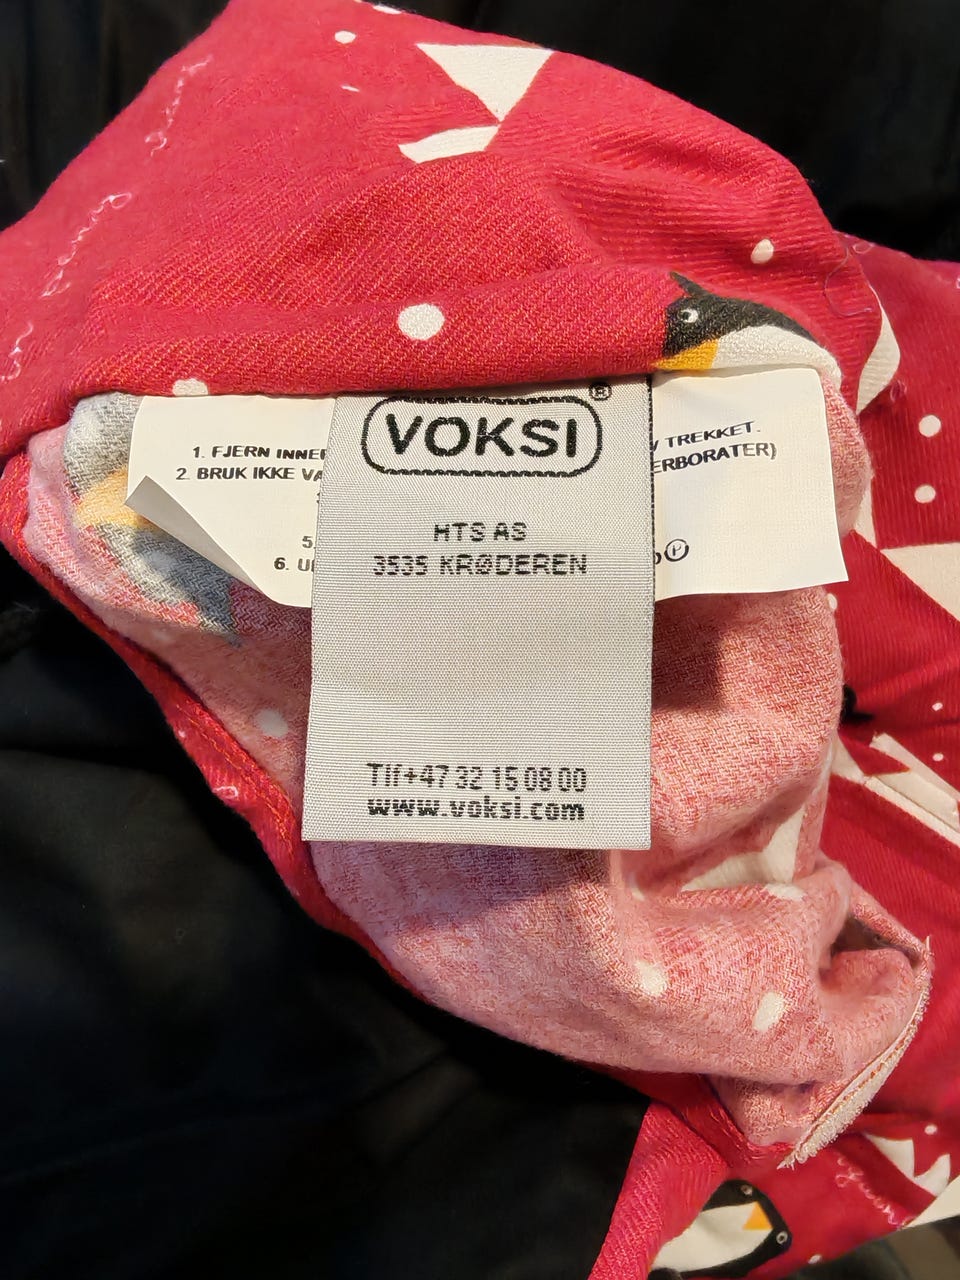 VOKSI®
HTS AS
3535 KRØDEREN
Tlf+47 32 15 08 00
www.voksi.com
1. FJERN
TREKKET.
2. BRUK IKKE
5.
6.
Ⓟ